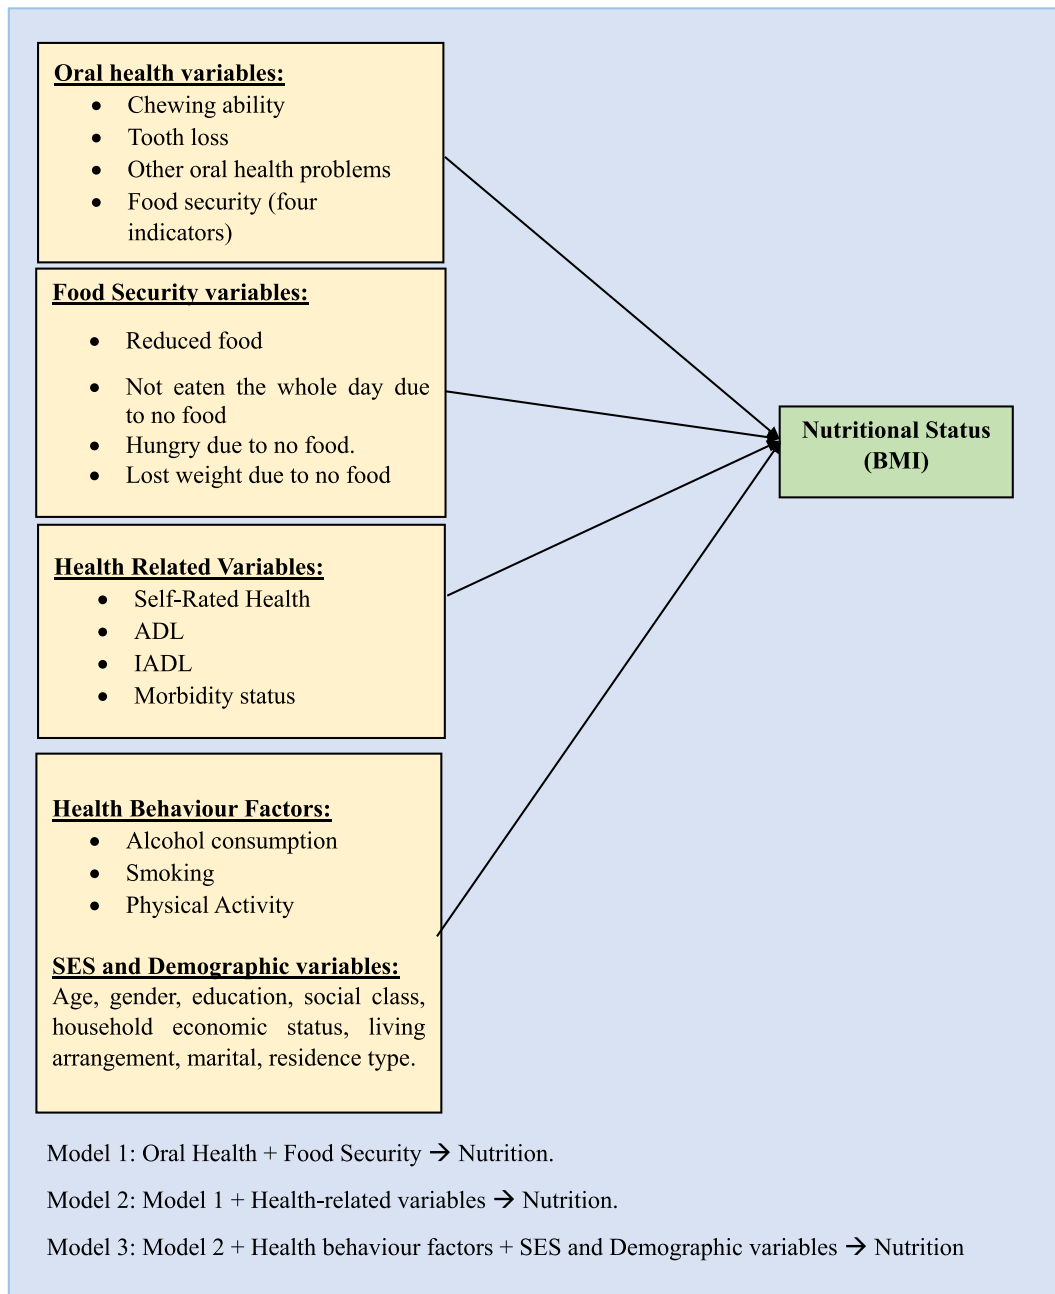 Oral health variables:
• Chewing ability
• Tooth loss
• Other oral health problems
• Food security (four
indicators)
Food Security variables:
• Reduced food
• Not eaten the whole day due
to no food
• Hungry due to no food.
• Lost weight due to no food
Nutritional Status
(BMI)
Health Related Variables:
• Self-Rated Health
• ADL
• IADL
• Morbidity status
Health Behaviour Factors:
• Alcohol consumption
• Smoking
• Physical Activity
SES and Demographic variables:
Age, gender, education, social class,
household economic status, living
arrangement, marital, residence type.
Model 1: Oral Health + Food Security → Nutrition.
Model 2: Model 1 + Health-related variables → Nutrition.
Model 3: Model 2 + Health behaviour factors + SES and Demographic variables → Nutrition